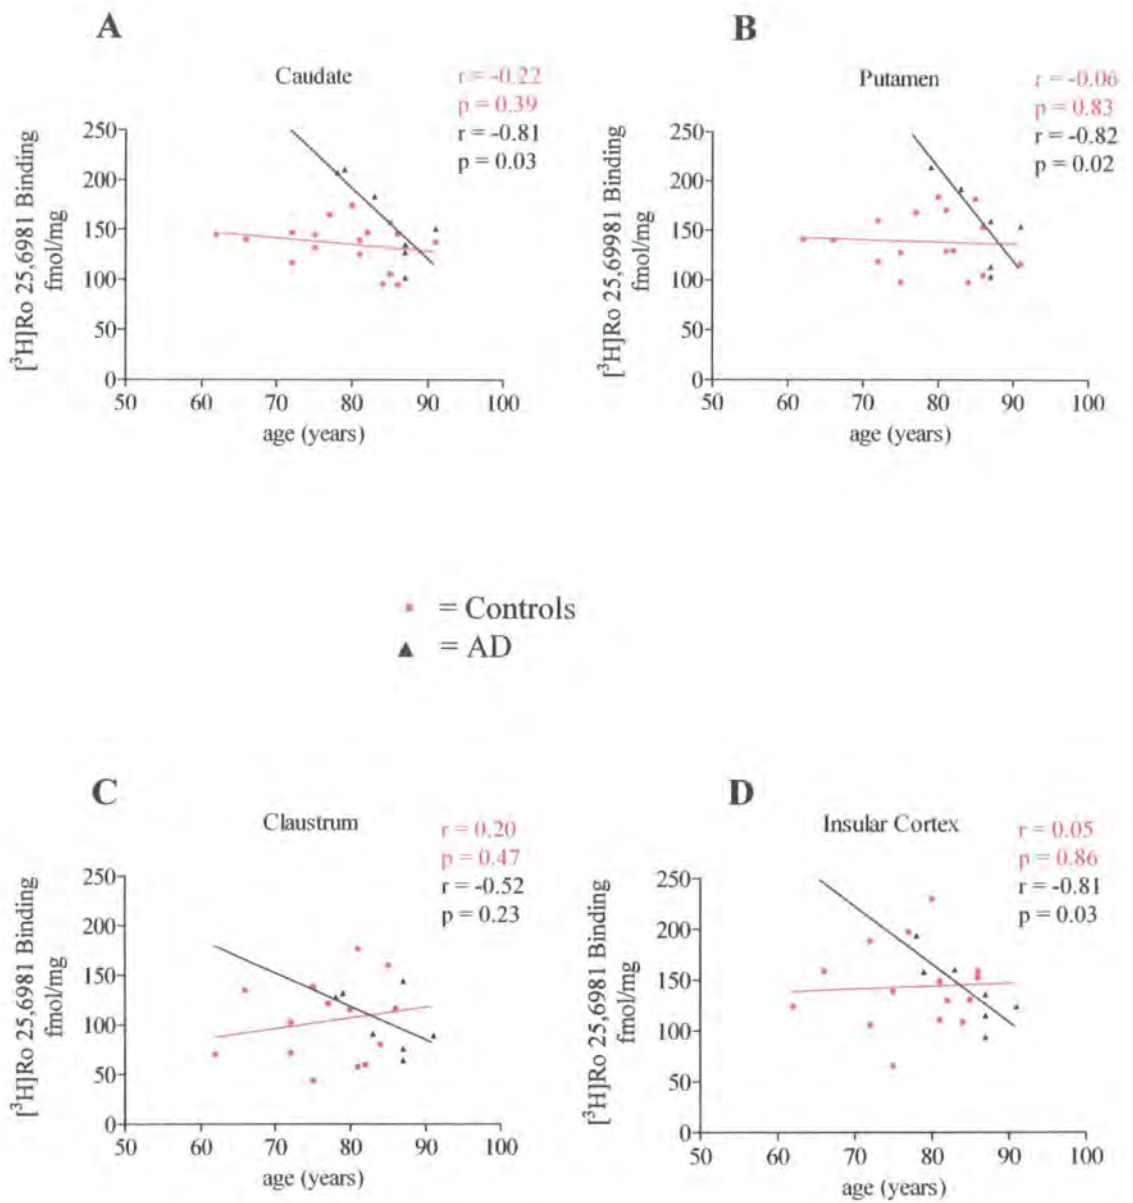 A
Caudate
r = -0.22
p = 0.39
r = -0.81
p = 0.03
[³H]Ro 25,6981 Binding
fmol/mg
250
200
150
100
50
0
50 60 70 80 90 100
age (years)
B
Putamen
r = -0.06
p = 0.83
r = -0.82
p = 0.02
[³H]Ro 25,69981 Binding
fmol/mg
250
200
150
100
50
0
50 60 70 80 90 100
age (years)
= Controls
= AD
C
Claustrum
r = 0.20
p = 0.47
r = -0.52
p = 0.23
[³H]Ro 25,6981 Binding
fmol/mg
250
200
150
100
50
0
50 60 70 80 90 100
age (years)
D
Insular Cortex
r = 0.05
p = 0.86
r = -0.81
p = 0.03
[³H]Ro 25,6981 Binding
fmol/mg
250
200
150
100
50
0
50 60 70 80 90 100
age (years)